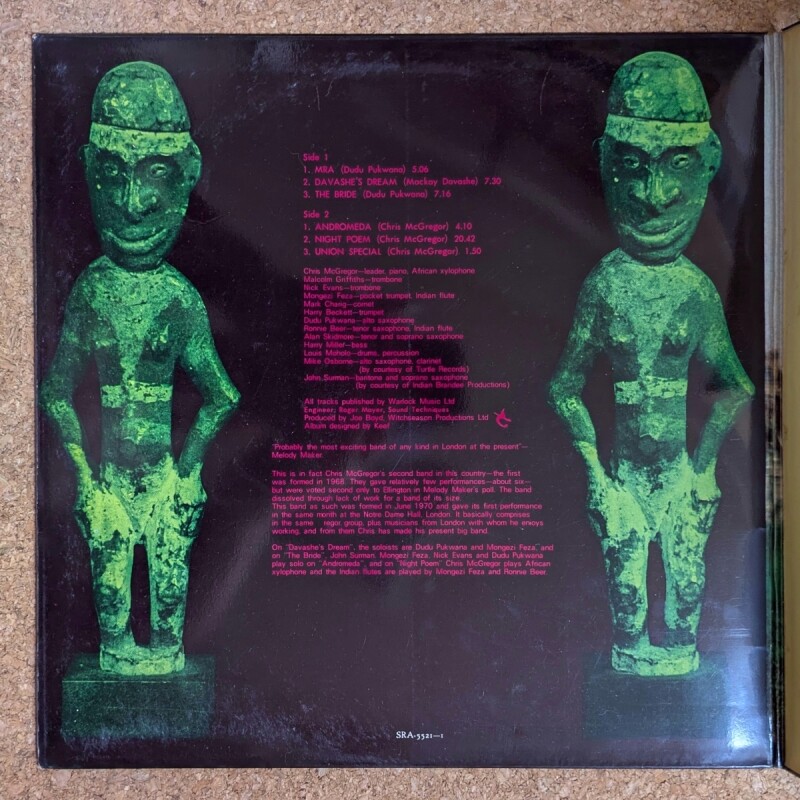 Side 1
1. MRA (Dudu Pukwana) 5.06
2. DAVASHE'S DREAM (Mackay Davashe) 7.30
3. THE BRIDE (Dudu Pukwana) 7.16
Side 2
1. ANDROMEDA (Chris McGregor) 4.10
2. NIGHT POEM (Chris McGregor) 20.42
3. UNION SPECIAL (Chris McGregor) 1.50
Chris McGregor—leader, piano, African xylophone
Malcolm Griffiths—trombone
Nick Evans—trombone
Mongezi Feza—pocket trumpet, Indian flute
Mark Charig—cornet
Harry Beckett—trumpet
Dudu Pukwana—alto saxophone
Ronnie Beer—tenor saxophone, Indian flute
Alan Skidmore—tenor and soprano saxophone
Harry Miller—bass
Louis Moholo—drums, percussion
Mike Osborne—alto saxophone, clarinet
(by courtesy of Turtle Records)
John Surman—baritone and soprano saxophone
(by courtesy of Indian Brandee Productions)
All tracks published by Warlock Music Ltd
Engineer: Roger Mayer, Sound Techniques
Produced by Joe Boyd, Witchseason Productions Ltd
Album designed by Keef
"Probably the most exciting band of any kind in London at the present"—
Melody Maker
This is in fact Chris McGregor's second band in this country—the first
was formed in 1968. They gave relatively few performances—about six—
but were voted second only to Ellington in Melody Maker's poll. The band
dissolved through lack of work for a band of its size.
This band as such was formed in June 1970 and gave its first performance
in the same month at the Notre Dame Hall, London. It basically comprises
in the same regor group, plus musicians from London with whom he enjoys
working, and from them Chris has made his present big band.
On "Davashe's Dream", the soloists are Dudu Pukwana and Mongezi Feza and
on "The Bride", John Surman. Mongezi Feza, Nick Evans and Dudu Pukwana
play solo on "Andromeda", and on "Night Poem" Chris McGregor plays African
xylophone and the Indian flutes are played by Mongezi Feza and Ronnie Beer.
SRA-5521—1